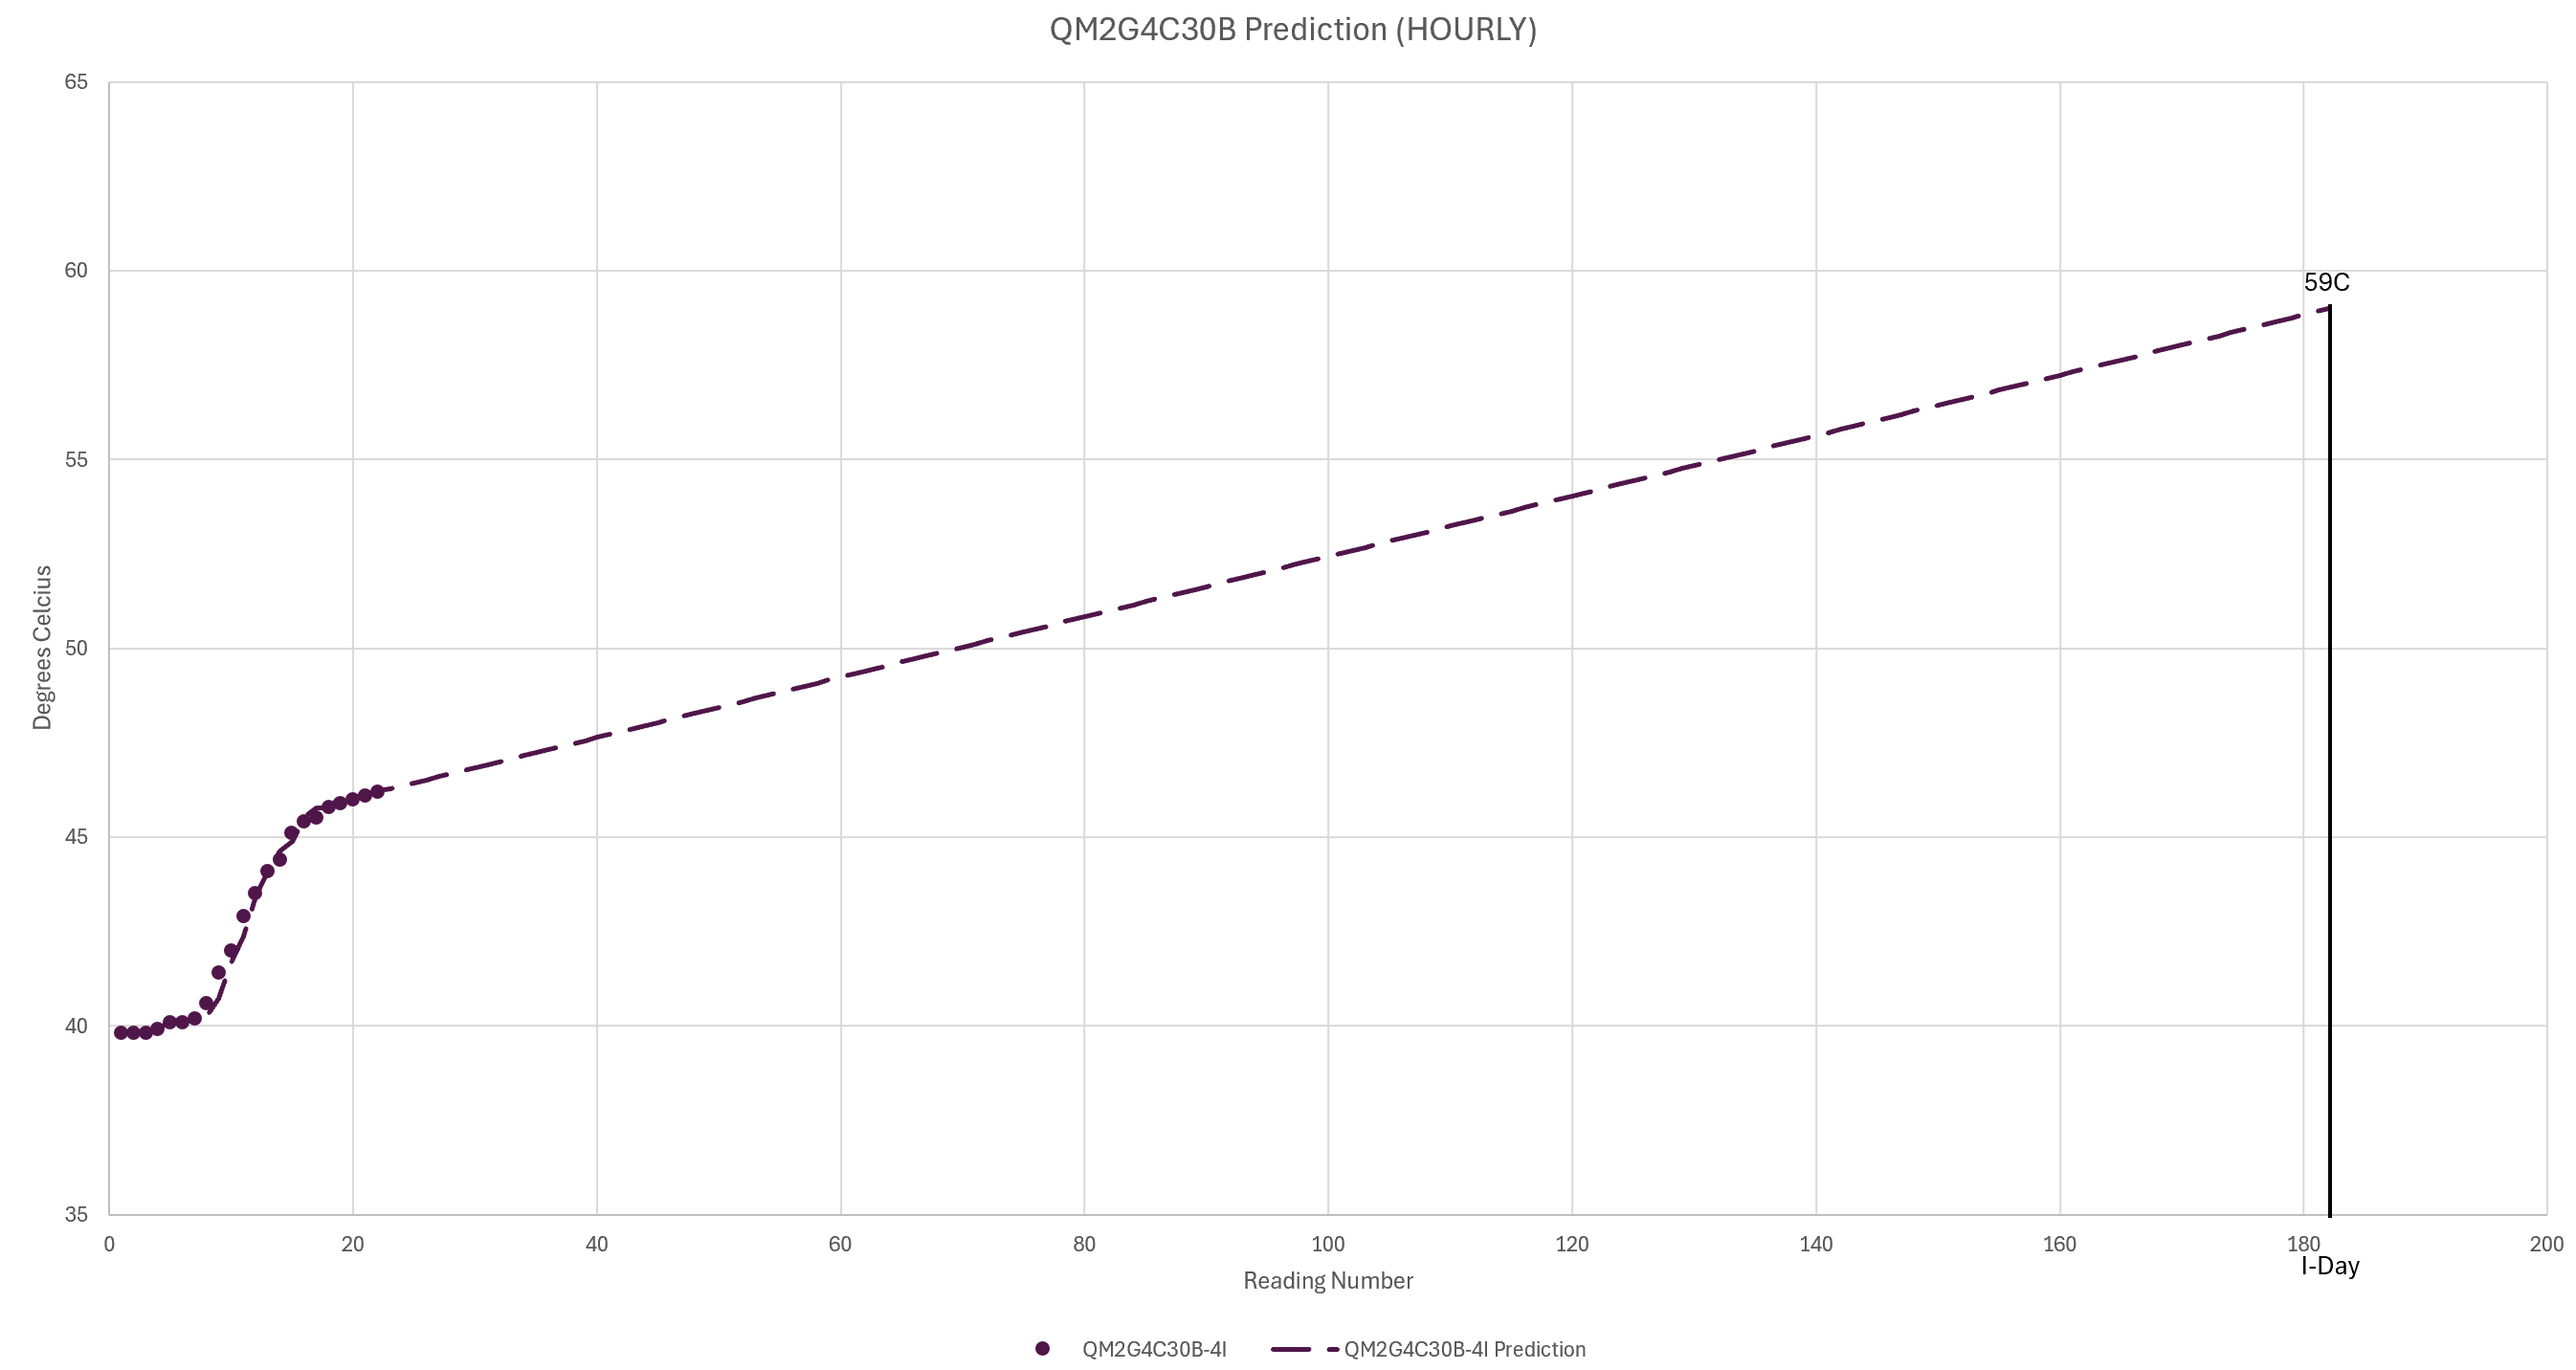 QM2G4C30B Prediction (HOURLY)
65
60
59C
55
50
45
40
35
Degrees Celcius
0 20 40 60 80 100 120 140 160 180 200
I-Day
Reading Number
QM2G4C30B-4I QM2G4C30B-4I Prediction